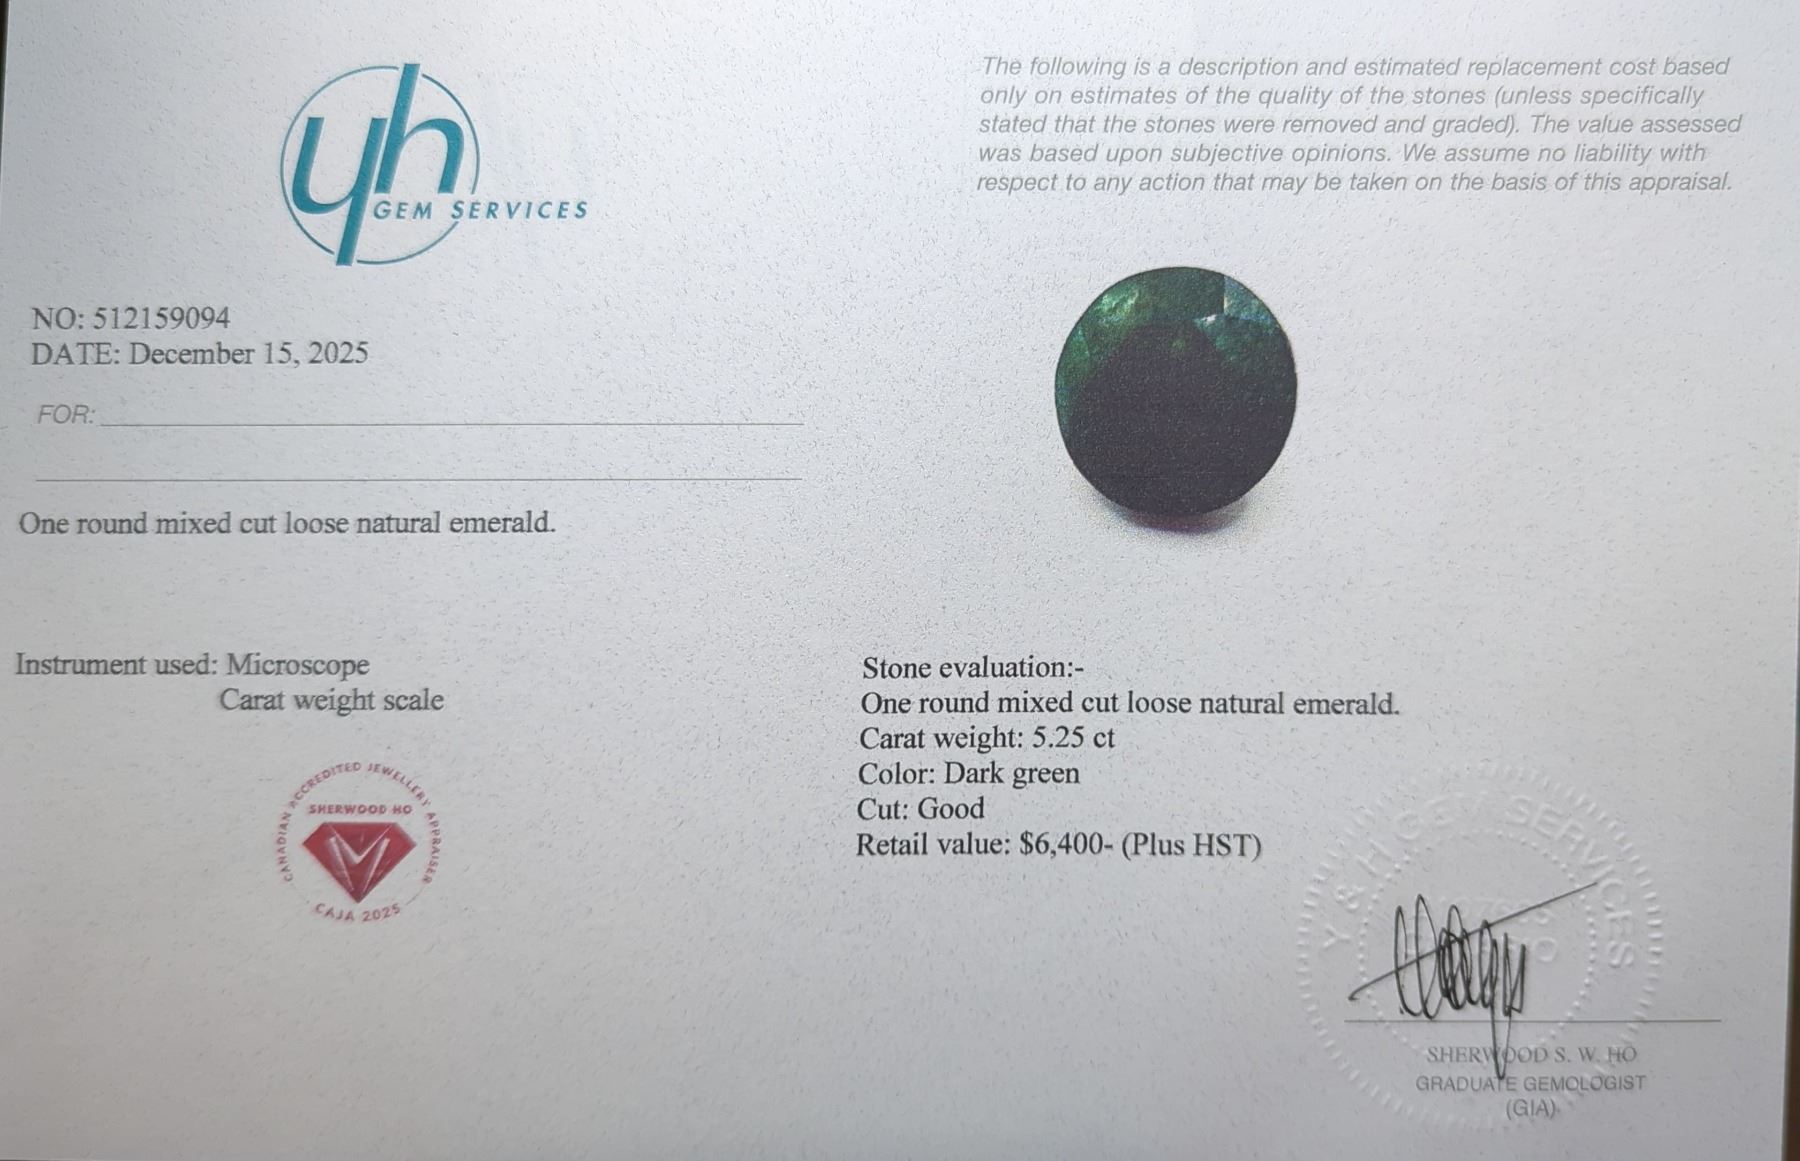 yh
GEM SERVICES
The following is a description and estimated replacement cost based
only on estimates of the quality of the stones (unless specifically
stated that the stones were removed and graded). The value assessed
was based upon subjective opinions. We assume no liability with
respect to any action that may be taken on the basis of this appraisal.
NO: 512159094
DATE: December 15, 2025
FOR:
One round mixed cut loose natural emerald.
Instrument used: Microscope
Carat weight scale
CANADIAN ACCREDITED JEWELLERY APPRAISER
SHERWOOD HO
CAJA 2025
Stone evaluation:-
One round mixed cut loose natural emerald.
Carat weight: 5.25 ct
Color: Dark green
Cut: Good
Retail value: $6,400- (Plus HST)
Y & H GEM SERVICES
SHERWOOD S. W. HO
GRADUATE GEMOLOGIST
(GIA)